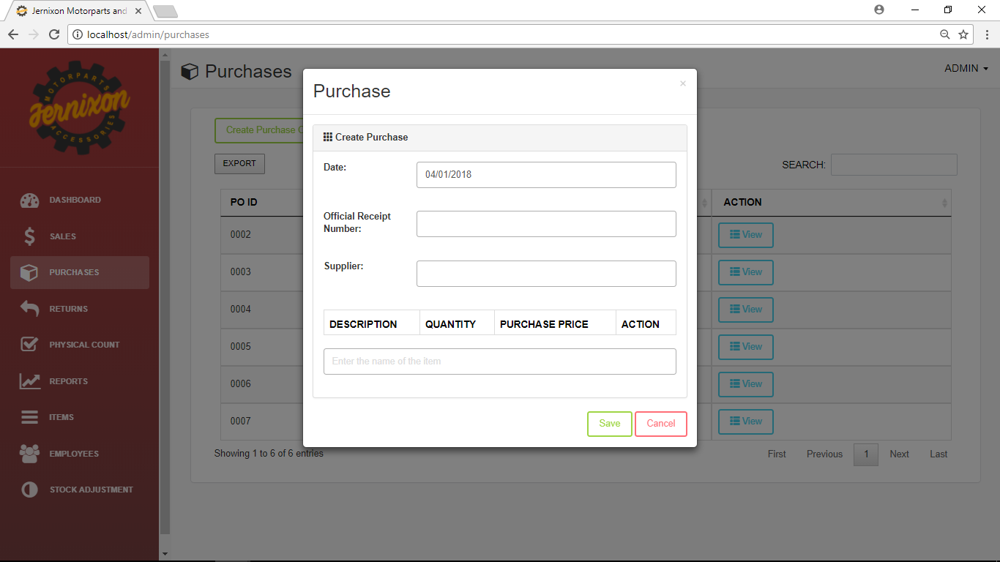 Jernixon Motorparts and
localhost/admin/purchases
MOTORPARTS
Jernixon
ACCESSORIES
DASHBOARD
SALES
PURCHASES
RETURNS
PHYSICAL COUNT
REPORTS
ITEMS
EMPLOYEES
STOCK ADJUSTMENT
Purchases
ADMIN
Create Purchase
EXPORT
SEARCH:
PO ID
ACTION
0002
View
0003
View
0004
View
0005
View
0006
View
0007
View
Showing 1 to 6 of 6 entries
First Previous 1 Next Last
Purchase
×
Create Purchase
Date:
04/01/2018
Official Receipt
Number:
Supplier:
DESCRIPTION QUANTITY PURCHASE PRICE ACTION
Enter the name of the item
Save Cancel